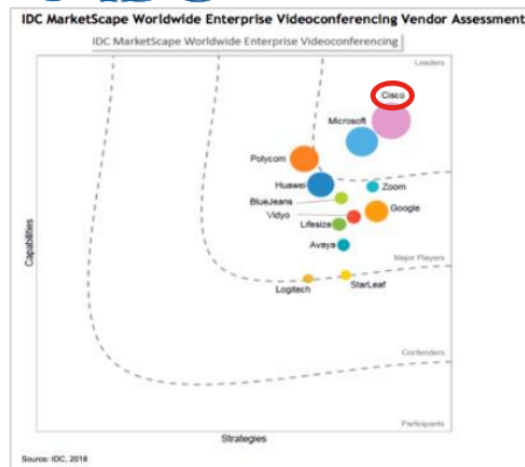 IDC MarketScape Worldwide Enterprise Videoconferencing Vendor Assessment
IDC MarketScape Worldwide Enterprise Videoconferencing
Leaders
Cisco
Microsoft
Polycom
Huawei
Zoom
BlueJeans
Google
Vidyo
Lifesize
Avaya
Major Players
Logitech
StarLeaf
Capabilities
Contenders
Participants
Strategies
Source: IDC, 2018